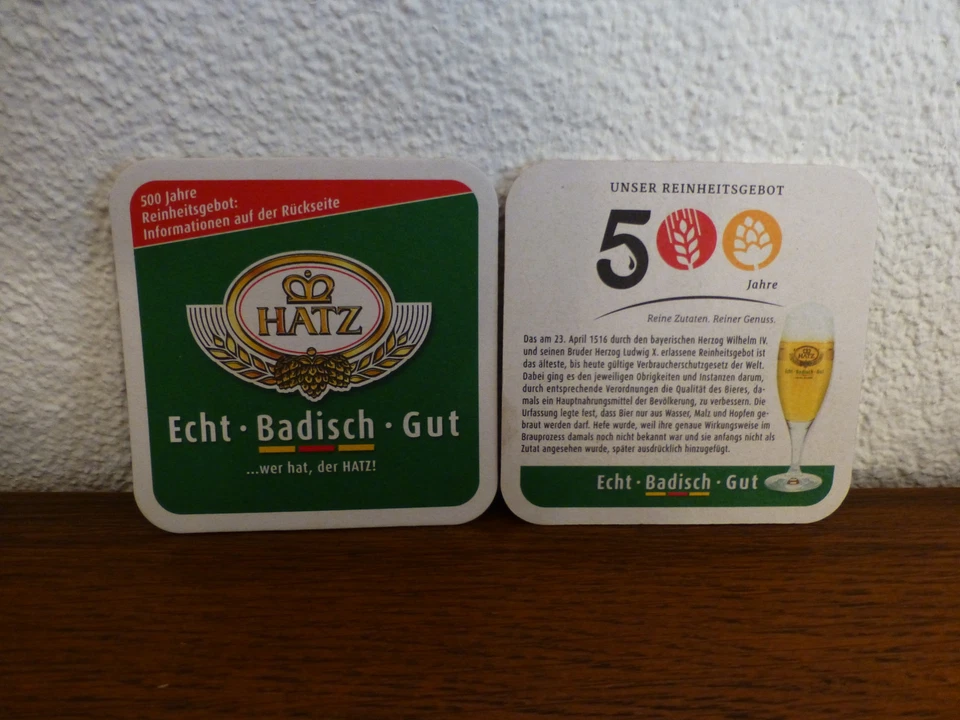 500 Jahre
Reinheitsgebot:
Informationen auf der Rückseite
HATZ
Echt · Badisch · Gut
...wer hat, der HATZ!
UNSER REINHEITSGEBOT
500
Jahre
Reine Zutaten. Reiner Genuss.
Das am 23. April 1516 durch den bayerischen Herzog Wilhelm IV.
und seinen Bruder Herzog Ludwig X. erlassene Reinheitsgebot ist
das älteste, bis heute gültige Verbraucherschutzgesetz der Welt.
Dabei ging es den jeweiligen Obrigkeiten und Instanzen darum,
durch entsprechende Verordnungen die Qualität des Bieres, da-
mals ein Hauptnahrungsmittel der Bevölkerung, zu verbessern. Die
Urfassung legte fest, dass Bier nur aus Wasser, Malz und Hopfen ge-
braut werden darf. Hefe wurde, weil ihre genaue Wirkungsweise im
Brauprozess damals noch nicht bekannt war und sie anfangs nicht als
Zutat angesehen wurde, später ausdrücklich hinzugefügt.
HATZ
Echt · Badisch · Gut
Echt · Badisch · Gut